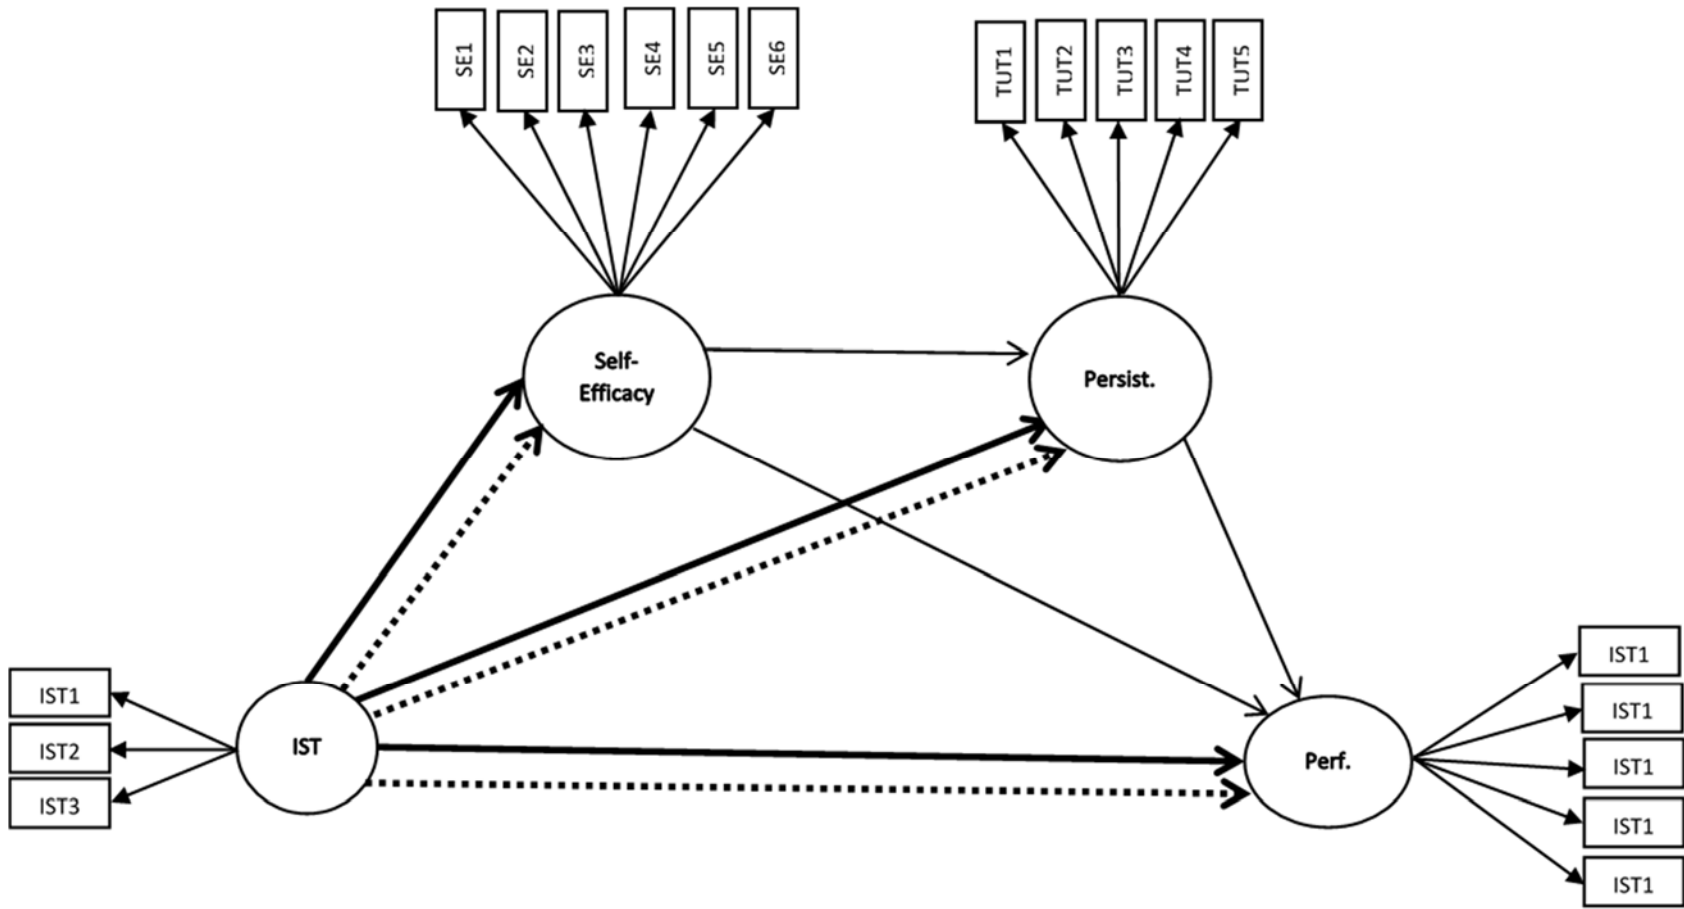 SE1
SE2
SE3
SE4
SE5
SE6
TUT1
TUT2
TUT3
TUT4
TUT5
Self-
Efficacy
Persist.
IST1
IST2
IST3
IST
Perf.
IST1
IST1
IST1
IST1
IST1